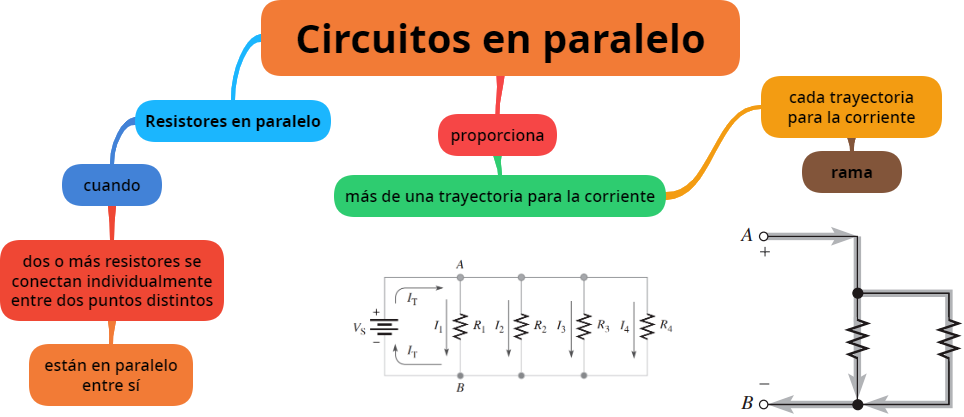 Circuitos en paralelo
Resistores en paralelo
cuando
dos o más resistores se
conectan individualmente
entre dos puntos distintos
están en paralelo
entre sí
proporciona
más de una trayectoria para la corriente
cada trayectoria
para la corriente
rama
A
I_T
+
V_S
–
I_1 R_1 I_2 R_2 I_3 R_3 I_4 R_4
I_T
B
A
+
–
B